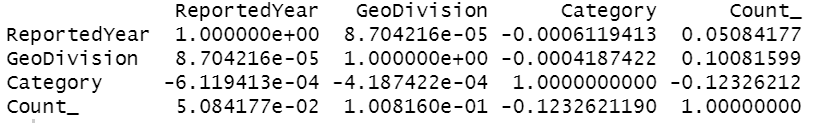 ReportedYear GeoDivision Category Count_
ReportedYear 1.000000e+00 8.704216e-05 -0.0006119413 0.05084177
GeoDivision 8.704216e-05 1.000000e+00 -0.0004187422 0.10081599
Category -6.119413e-04 -4.187422e-04 1.0000000000 -0.12326212
Count_ 5.084177e-02 1.008160e-01 -0.1232621190 1.00000000